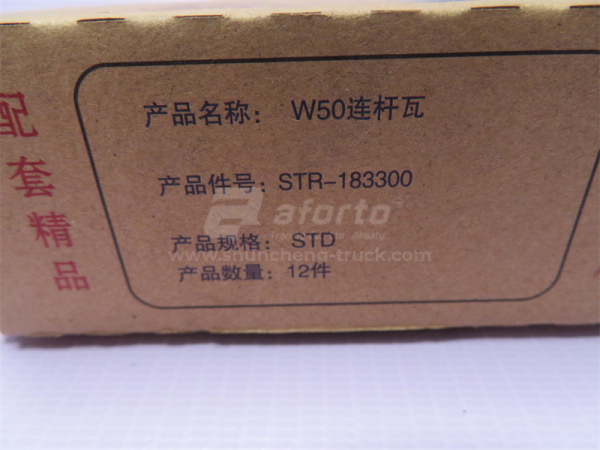 配套精品
产品名称： W50连杆瓦
产品件号： STR-183300
产品规格： STD
产品数量： 12件
aforto
www.shuncheng-truck.com